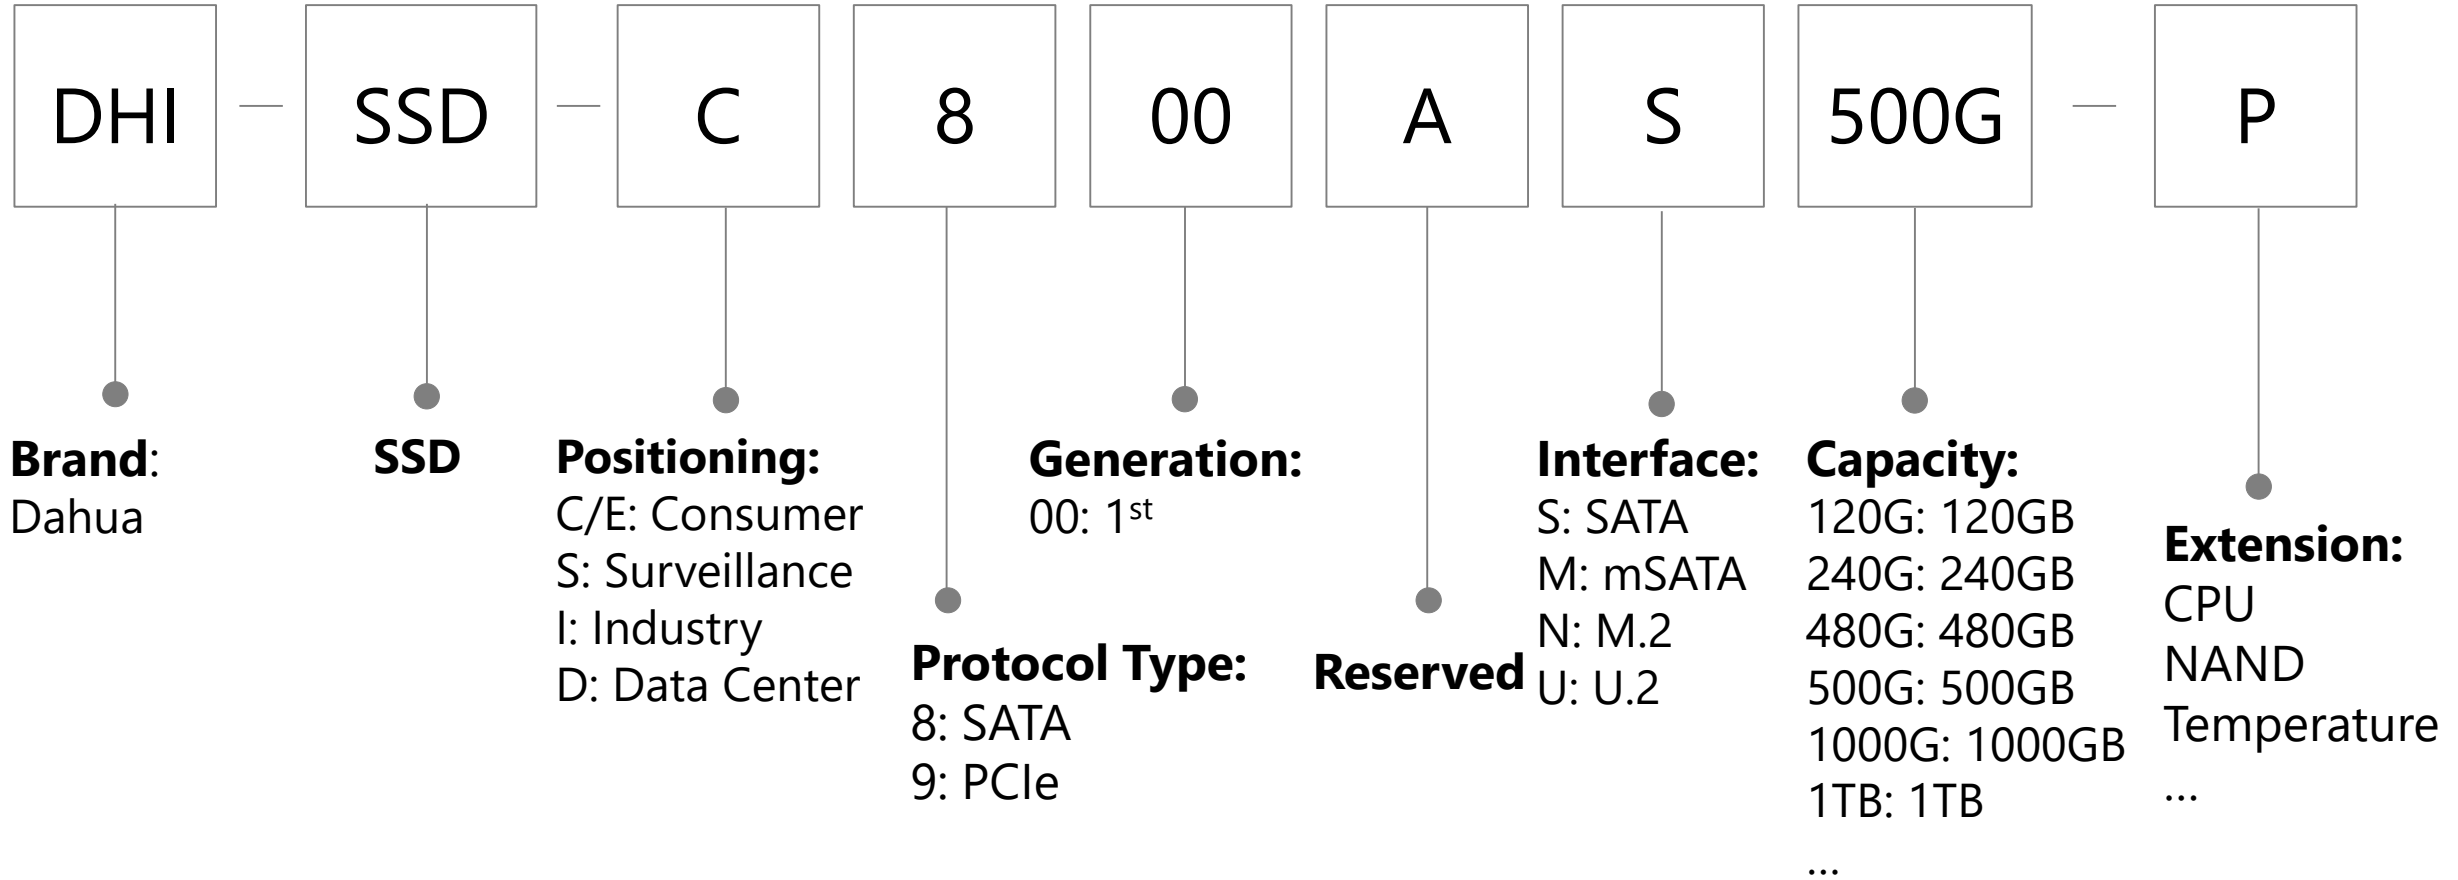 DHI — SSD — C 8 00 A S 500G — P
Brand:
Dahua
SSD
Positioning:
C/E: Consumer
S: Surveillance
I: Industry
D: Data Center
Protocol Type:
8: SATA
9: PCIe
Generation:
00: 1st
Reserved
Interface:
S: SATA
M: mSATA
N: M.2
U: U.2
Capacity:
120G: 120GB
240G: 240GB
480G: 480GB
500G: 500GB
1000G: 1000GB
1TB: 1TB
...
Extension:
CPU
NAND
Temperature
...